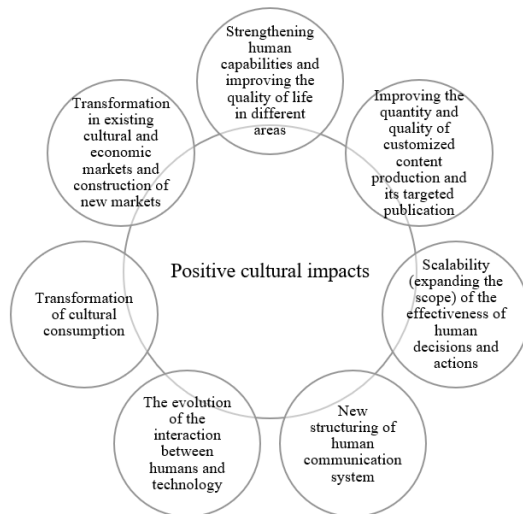 Strengthening
human
capabilities and
improving the
quality of life
in different
areas
Improving the
quantity and
quality of
customized
content
production and
its targeted
publication
Scalability
(expanding the
scope) of the
effectiveness of
human
decisions and
actions
New
structuring of
human
communication
system
The evolution
of the
interaction
between
humans and
technology
Transformation
of cultural
consumption
Transformation
in existing
cultural and
economic
markets and
construction of
new markets
Positive cultural impacts